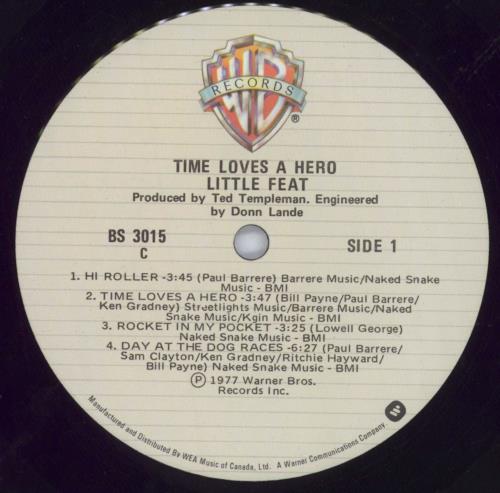 WB
RECORDS
®
TIME LOVES A HERO
LITTLE FEAT
Produced by Ted Templeman. Engineered
by Donn Lande
BS 3015
C
SIDE 1
1. HI ROLLER -3:45 (Paul Barrere) Barrere Music/Naked Snake
Music - BMI
2. TIME LOVES A HERO -3:47 (Bill Payne/Paul Barrere/
Ken Gradney) Streetlights Music/Barrere Music/Naked
Snake Music/Kgin Music - BMI
3. ROCKET IN MY POCKET -3:25 (Lowell George)
Naked Snake Music - BMI
4. DAY AT THE DOG RACES -6:27 (Paul Barrere/
Sam Clayton/Ken Gradney/Ritchie Hayward/
Bill Payne) Naked Snake Music - BMI
Ⓟ 1977 Warner Bros.
Records Inc.
Manufactured and Distributed By WEA Music of Canada, Ltd. A Warner Communications Company.